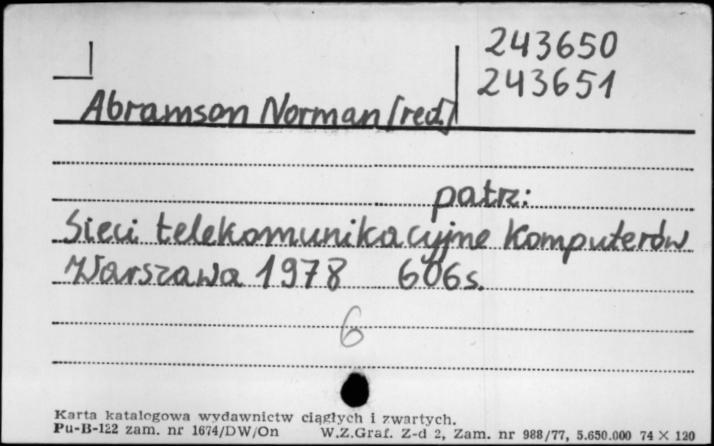 243650
243651
Abramson Norman [red]
patrz:
Sieci telekomunikacyjne komputerów
Warszawa 1978 606s.
6
Karta katalogowa wydawnictw ciągłych i zwartych.
Pu-B-122 zam. nr 1674/DW/On W.Z.Graf. Z-d 2, Zam. nr 988/77, 5.650.000 74 × 120